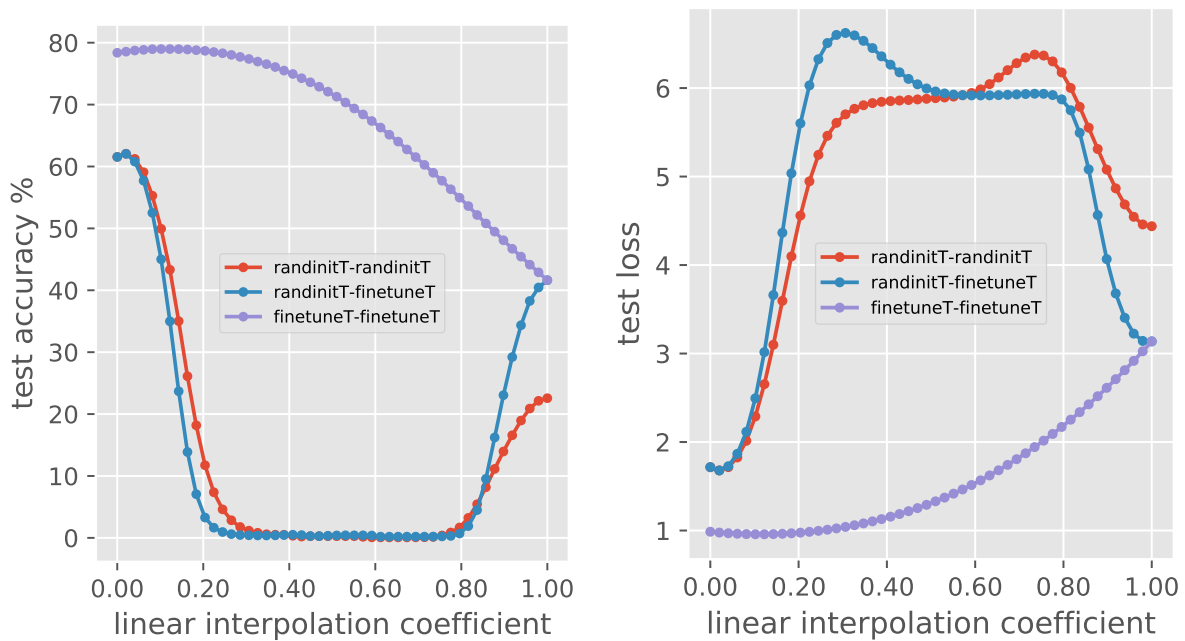 80
70
60
50
40
30
20
10
0
test accuracy %
randinitT-randinitT
randinitT-finetuneT
finetuneT-finetuneT
0.00 0.20 0.40 0.60 0.80 1.00
linear interpolation coefficient
6
5
4
3
2
1
test loss
randinitT-randinitT
randinitT-finetuneT
finetuneT-finetuneT
0.00 0.20 0.40 0.60 0.80 1.00
linear interpolation coefficient